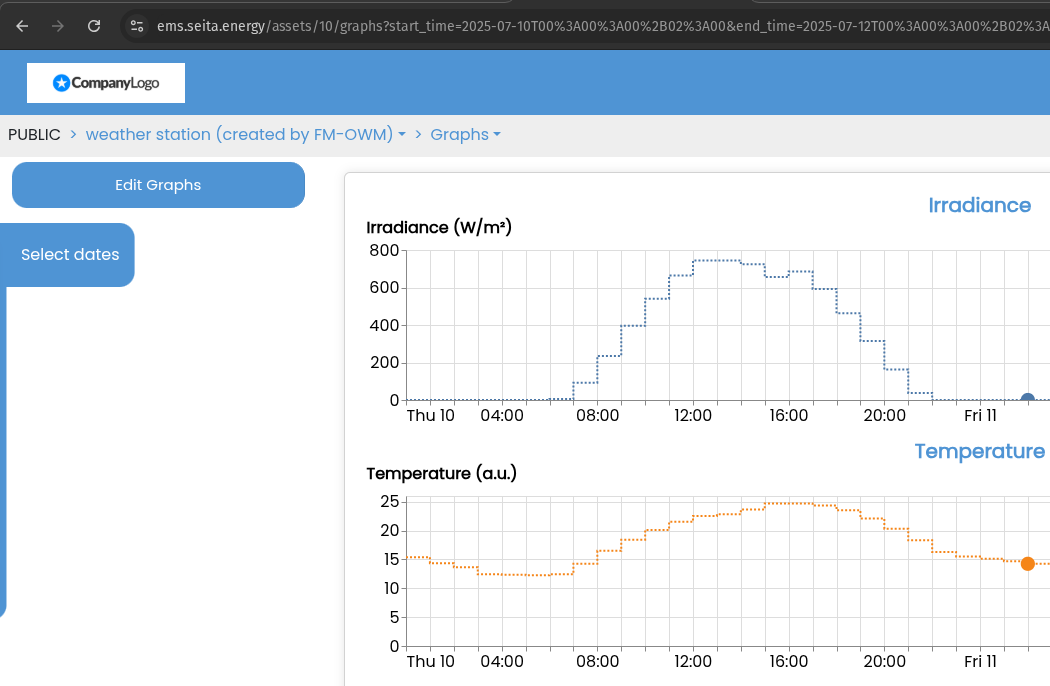 ems.seita.energy/assets/10/graphs?start_time=2025-07-10T00%3A00%3A00%2B02%3A00&end_time=2025-07-12T00%3A00%3A00%2B02%3A
CompanyLogo
PUBLIC > weather station (created by FM-OWM) > Graphs
Edit Graphs
Select dates
Irradiance
Irradiance (W/m²)
800
600
400
200
0
Thu 10 04:00 08:00 12:00 16:00 20:00 Fri 11
Temperature
Temperature (a.u.)
25
20
15
10
5
0
Thu 10 04:00 08:00 12:00 16:00 20:00 Fri 11